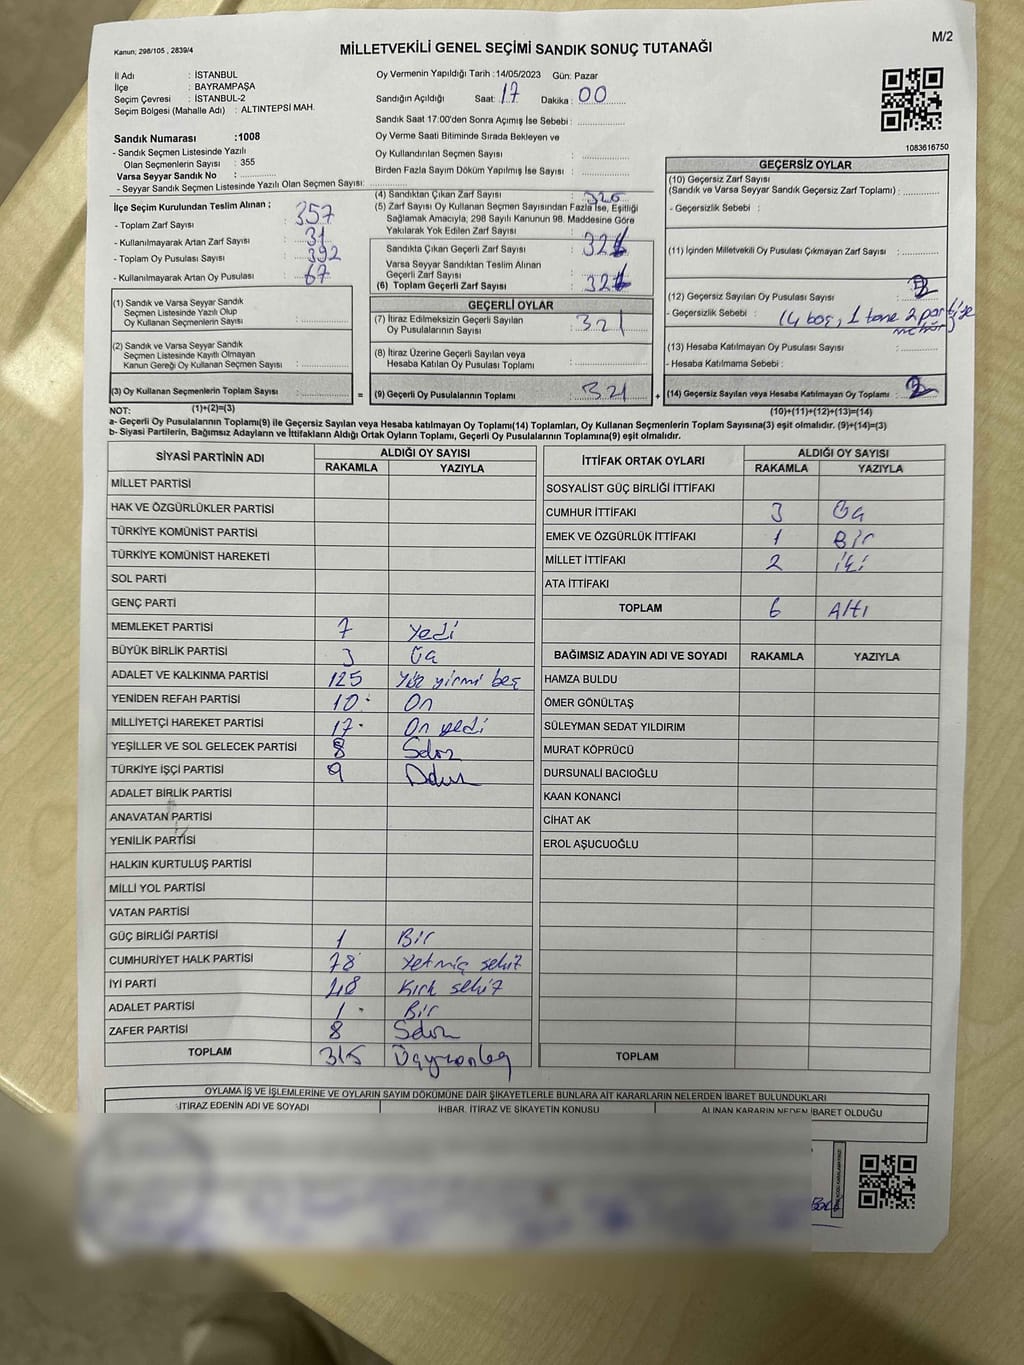 Kanun; 298/105 , 2839/4
MİLLETVEKİLİ GENEL SEÇİMİ SANDIK SONUÇ TUTANAĞI
M/2
İl Adı : İSTANBUL
İlçe : BAYRAMPAŞA
Seçim Çevresi : İSTANBUL-2
Seçim Bölgesi (Mahalle Adı) : ALTINTEPSİ MAH.
Sandık Numarası :1008
- Sandık Seçmen Listesinde Yazılı
Olan Seçmenlerin Sayısı : 355
Varsa Seyyar Sandık No :
- Seyyar Sandık Seçmen Listesinde Yazılı Olan Seçmen Sayısı:
Oy Vermenin Yapıldığı Tarih :14/05/2023 Gün: Pazar
Sandığın Açıldığı Saat: 17 Dakika : 00
Sandık Saat 17:00'den Sonra Açımış İse Sebebi :
Oy Verme Saati Bitiminde Sırada Bekleyen ve
Oy Kullandırılan Seçmen Sayısı :
Birden Fazla Sayım Döküm Yapılmış İse Sayısı :
1083616750
İlçe Seçim Kurulundan Teslim Alınan ;
- Toplam Zarf Sayısı : 357
- Kullanılmayarak Artan Zarf Sayısı : 31
- Toplam Oy Pusulası Sayısı : 392
- Kullanılmayarak Artan Oy Pusulası : 67
(4) Sandıktan Çıkan Zarf Sayısı : 326
(5) Zarf Sayısı Oy Kullanan Seçmen Sayısından Fazla İse, Eşitliği
Sağlamak Amacıyla; 298 Sayılı Kanunun 98. Maddesine Göre
Yakılarak Yok Edilen Zarf Sayısı :
Sandıkta Çıkan Geçerli Zarf Sayısı :
Varsa Seyyar Sandıktan Teslim Alınan
Geçerli Zarf Sayısı :
(6) Toplam Geçerli Zarf Sayısı :
GEÇERSİZ OYLAR
(10) Geçersiz Zarf Sayısı
(Sandık ve Varsa Seyyar Sandık Geçersiz Zarf Toplamı) :
- Geçersizlik Sebebi :
(11) İçinden Milletvekili Oy Pusulası Çıkmayan Zarf Sayısı :
(12) Geçersiz Sayılan Oy Pusulası Sayısı :
- Geçersizlik Sebebi : (4 boş, 1 tane 2 parti'ye
(13) Hesaba Katılmayan Oy Pusulası Sayısı :
- Hesaba Katılmama Sebebi :
(14) Geçersiz Sayılan veya Hesaba Katılmayan Oy Toplamı :
(10)+(11)+(12)+(13)=(14)
(1) Sandık ve Varsa Seyyar Sandık
Seçmen Listesinde Yazılı Olup
Oy Kullanan Seçmenlerin Sayısı :
(2) Sandık ve Varsa Seyyar Sandık
Seçmen Listesinde Kayıtlı Olmayan
Kanun Gereği Oy Kullanan Seçmen Sayısı :
(3) Oy Kullanan Seçmenlerin Toplam Sayısı : =
(1)+(2)=(3)
GEÇERLİ OYLAR
(7) İtiraz Edilmeksizin Geçerli Sayılan
Oy Pusulalarının Sayısı : 321
(8) İtiraz Üzerine Geçerli Sayılan veya
Hesaba Katılan Oy Pusulası Toplamı :
(9) Geçerli Oy Pusulalarının Toplamı : 321 +
NOT:
a- Geçerli Oy Pusulaları Toplamı(9) ile Geçersiz Sayılan veya Hesaba katılmayan Oy Toplamı(14) Toplamları, Oy Kullanan Seçmenlerin Toplam Sayısına(3) eşit olmalıdır. (9)+(14)=(3)
b- Siyasi Partilerin, Bağımsız Adayların ve İttifakların Aldığı Ortak Oyların Toplamı, Geçerli Oy Pusulalarının Toplamına(9) eşit olmalıdır.
SİYASİ PARTİNİN ADI ALDIĞI OY SAYISI
RAKAMLA YAZIYLA
MİLLET PARTİSİ
HAK VE ÖZGÜRLÜKLER PARTİSİ
TÜRKİYE KOMÜNİST PARTİSİ
TÜRKİYE KOMÜNİST HAREKETİ
SOL PARTİ
GENÇ PARTİ
MEMLEKET PARTİSİ 7 Yedi
BÜYÜK BİRLİK PARTİSİ 3 Üç
ADALET VE KALKINMA PARTİSİ 125 Yüz yirmi beş
YENİDEN REFAH PARTİSİ 10 On
MİLLİYETÇİ HAREKET PARTİSİ 17 On yedi
YEŞİLLER VE SOL GELECEK PARTİSİ 8 Sekiz
TÜRKİYE İŞÇİ PARTİSİ 9 Dokuz
ADALET BİRLİK PARTİSİ
ANAVATAN PARTİSİ
YENİLİK PARTİSİ
HALKIN KURTULUŞ PARTİSİ
MİLLİ YOL PARTİSİ
VATAN PARTİSİ
GÜÇ BİRLİĞİ PARTİSİ 1 Bir
CUMHURİYET HALK PARTİSİ 78 Yetmiş sekiz
İYİ PARTİ 48 Kırk sekiz
ADALET PARTİSİ 1 Bir
ZAFER PARTİSİ 8 Sekiz
TOPLAM 315 Üçyüzonbeş
İTTİFAK ORTAK OYLARI ALDIĞI OY SAYISI
RAKAMLA YAZIYLA
SOSYALİST GÜÇ BİRLİĞİ İTTİFAKI
CUMHUR İTTİFAKI 3 Üç
EMEK VE ÖZGÜRLÜK İTTİFAKI 1 Bir
MİLLET İTTİFAKI 2 İki
ATA İTTİFAKI
TOPLAM 6 Altı
BAĞIMSIZ ADAYIN ADI VE SOYADI RAKAMLA YAZIYLA
HAMZA BULDU
ÖMER GÖNÜLTAŞ
SÜLEYMAN SEDAT YILDIRIM
MURAT KÖPRÜCÜ
DURSUNALİ BACIOĞLU
KAAN KONANCİ
CİHAT AK
EROL AŞUCUOĞLU
TOPLAM
OYLAMA İŞ VE İŞLEMLERİNE VE OYLARIN SAYIM DÖKÜMÜNE DAİR ŞİKAYETLERLE BUNLARA AİT KARARLARIN NELERDEN İBARET BULUNDUKLARI
İTİRAZ EDENİN ADI VE SOYADI İHBAR, İTİRAZ VE ŞİKAYETİN KONUSU ALINAN KARARIN NEDEN İBARET OLDUĞU